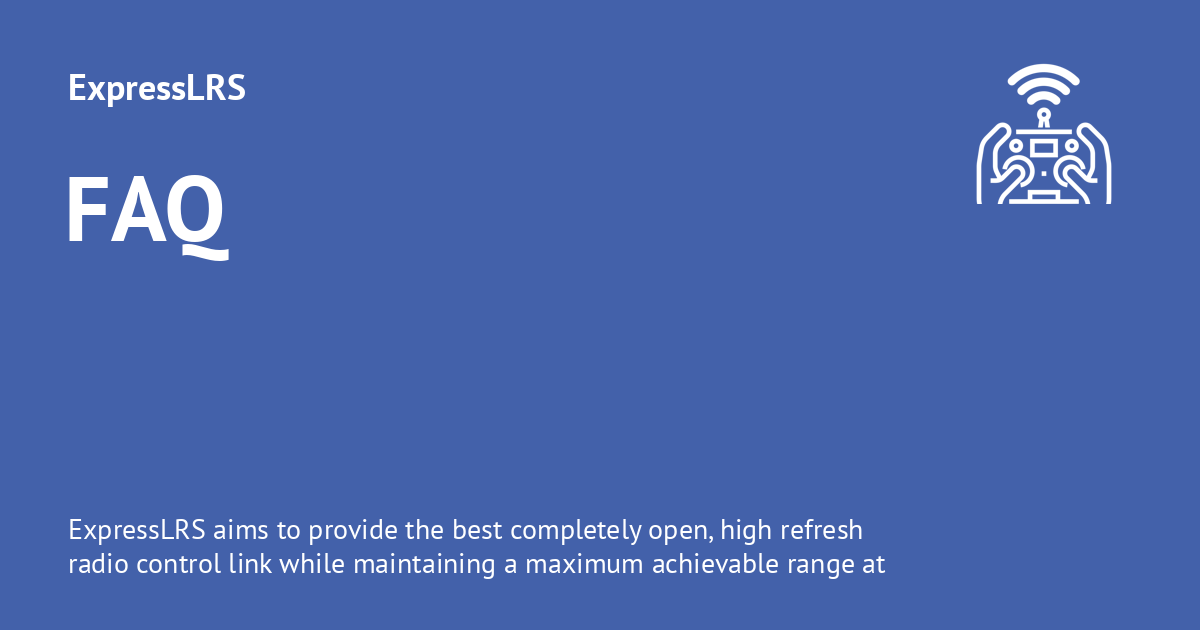 ExpressLRS
FAQ
ExpressLRS aims to provide the best completely open, high refresh
radio control link while maintaining a maximum achievable range at